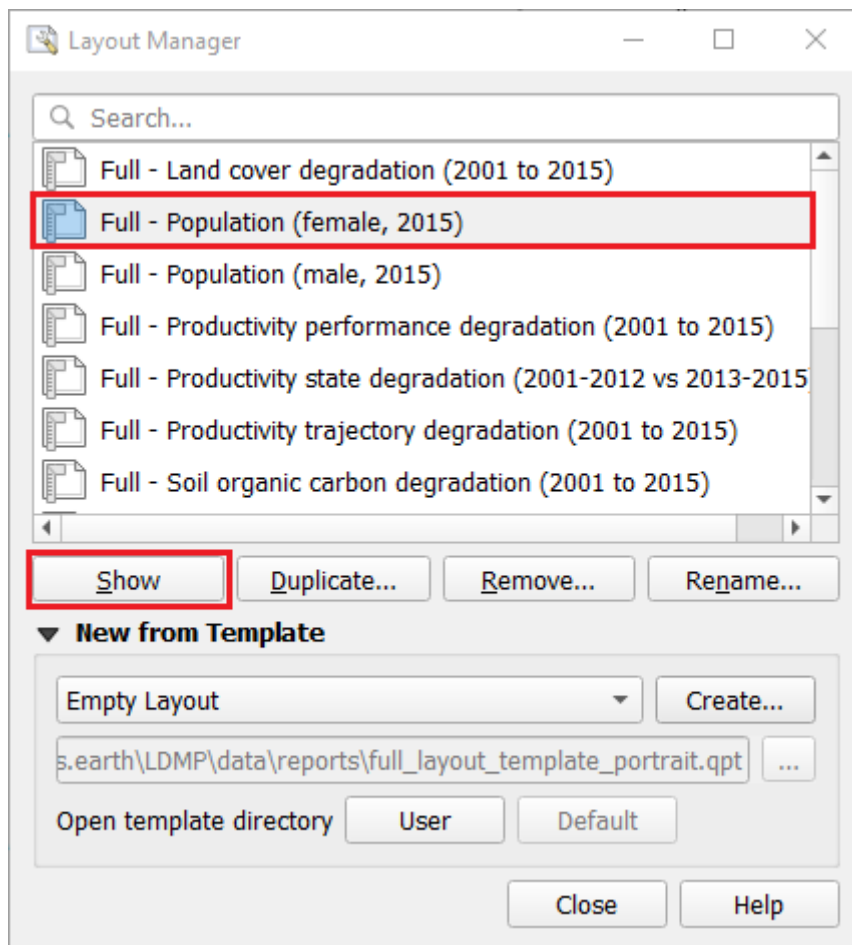 Layout Manager
Search...
Full - Land cover degradation (2001 to 2015)
Full - Population (female, 2015)
Full - Population (male, 2015)
Full - Productivity performance degradation (2001 to 2015)
Full - Productivity state degradation (2001-2012 vs 2013-2015
Full - Productivity trajectory degradation (2001 to 2015)
Full - Soil organic carbon degradation (2001 to 2015)
Show Duplicate... Remove... Rename...
New from Template
Empty Layout Create...
s.earth\LDMP\data\reports\full_layout_template_portrait.qpt ...
Open template directory User Default
Close Help